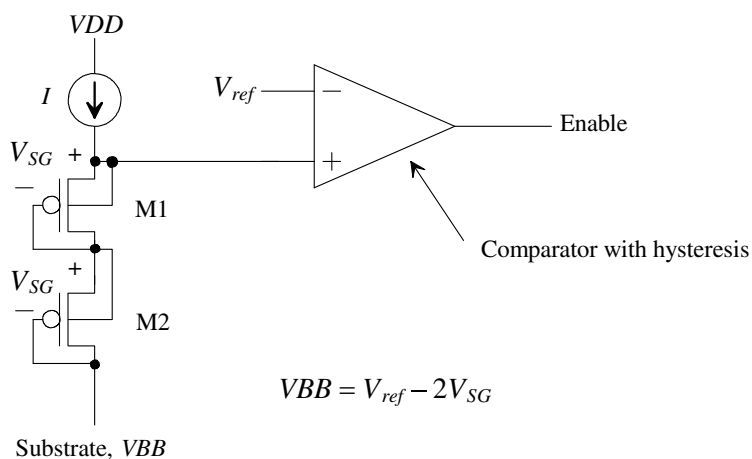 VDD
I
V_ref
−
+
Enable
V_SG +
−
M1
Comparator with hysteresis
V_SG +
−
M2
VBB = V_ref − 2V_SG
Substrate, VBB